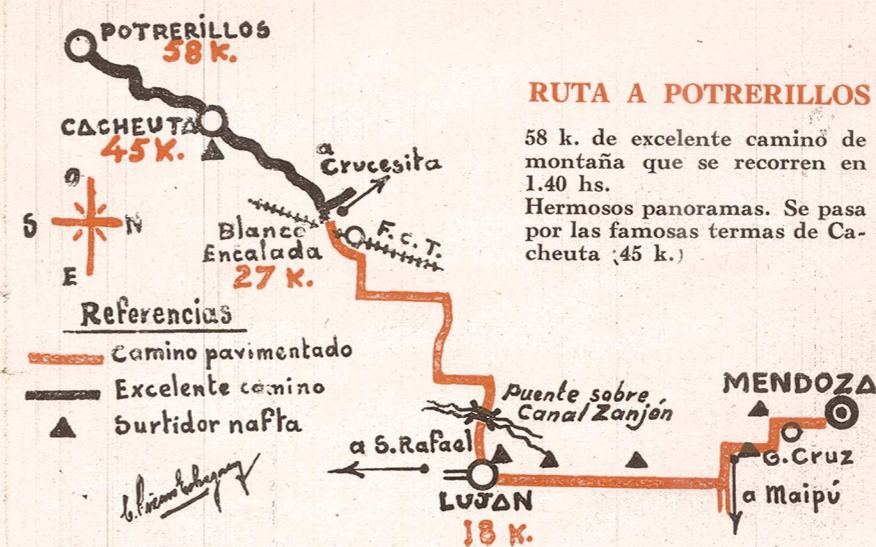 POTRERILLOS
58 K.
CACHEUTA
45 K.
RUTA A POTRERILLOS
58 k. de excelente camino de
montaña que se recorren en
1.40 hs.
Hermosos panoramas. Se pasa
por las famosas termas de Ca-
cheuta (45 k.)
a
Crucesita
O
S
N
E
Blanco
Encalada
27 K.
F.C.T.
Referencias
Camino pavimentado
Excelente camino
Surtidor nafta
Puente sobre
Canal Zanjón
MENDOZA
G. Cruz
a Maipú
a S. Rafael
LUJAN
18 K.